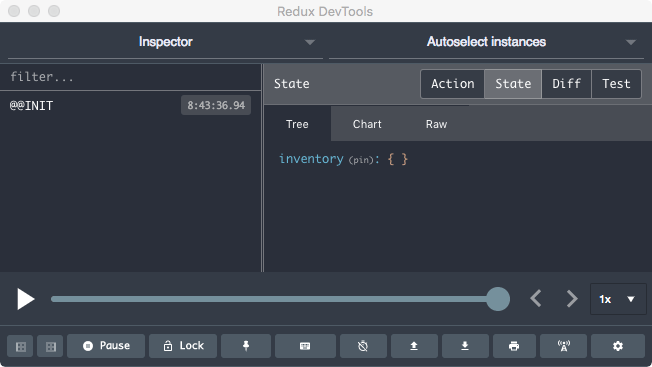 Redux DevTools
Inspector
Autoselect instances
filter...
State
Action
State
Diff
Test
@@INIT
8:43:36.94
Tree
Chart
Raw
inventory (pin): { }
1x
Pause
Lock